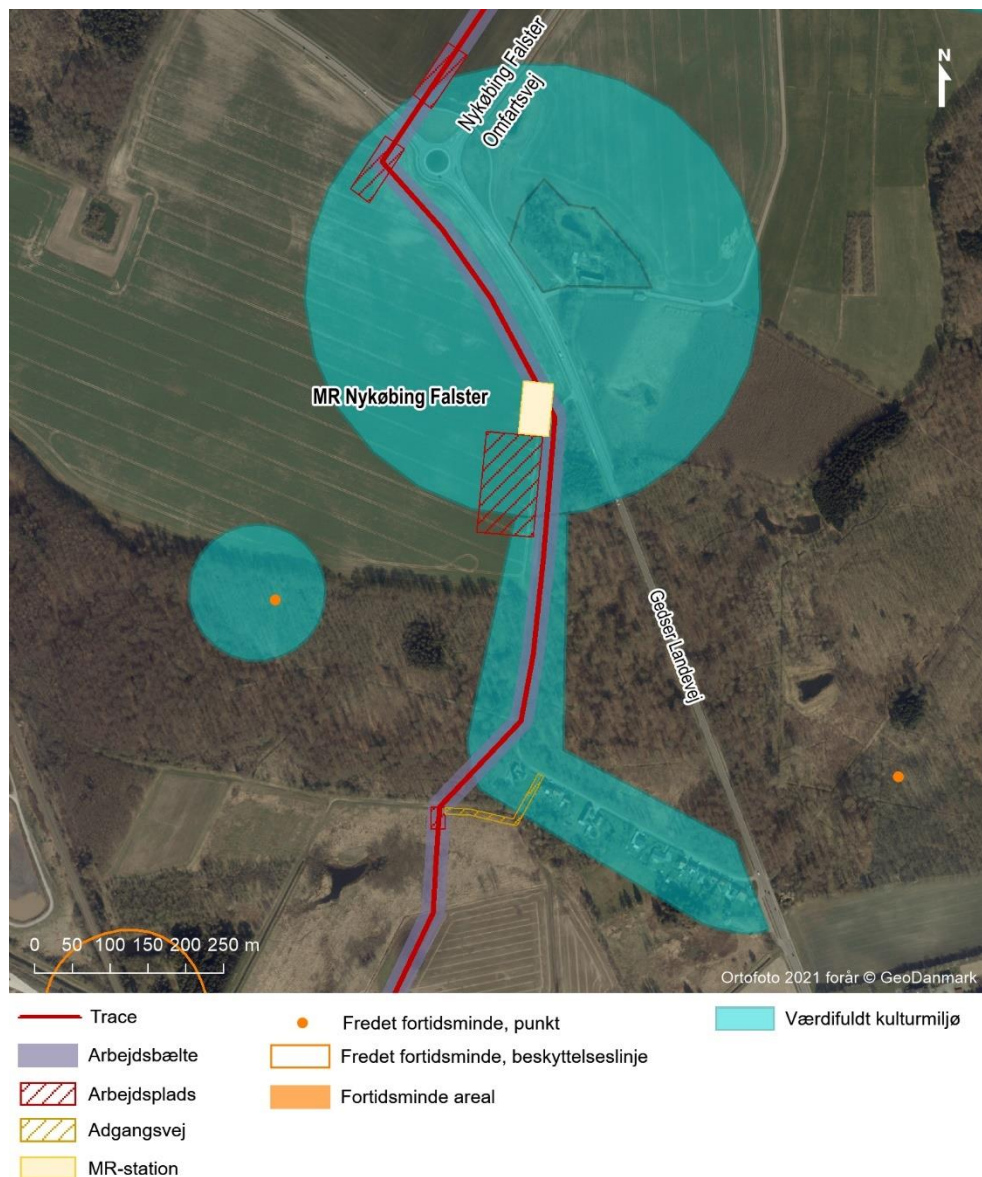 N
Nykøbing Falster
Omfartsvej
MR Nykøbing Falster
Gedser Landevej
0 50 100 150 200 250 m
Ortofoto 2021 forår © GeoDanmark
Trace
Arbejdsbælte
Arbejdsplads
Adgangsvej
MR-station
Fredet fortidsminde, punkt
Fredet fortidsminde, beskyttelseslinje
Fortidsminde areal
Værdifuldt kulturmiljø